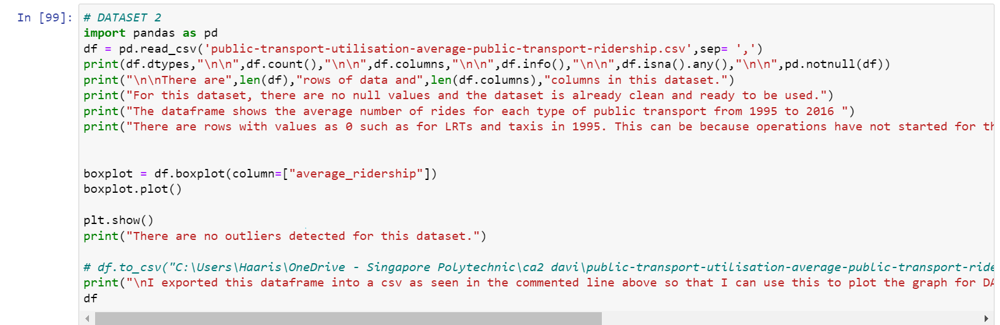 In [99]:
# DATASET 2
import pandas as pd
df = pd.read_csv('public-transport-utilisation-average-public-transport-ridership.csv',sep= ',')
print(df.dtypes,"\n\n",df.count(),"\n\n",df.columns,"\n\n",df.info(),"\n\n",df.isna().any(),"\n\n",pd.notnull(df))
print("\n\nThere are",len(df),"rows of data and",len(df.columns),"columns in this dataset.")
print("For this dataset, there are no null values and the dataset is already clean and ready to be used.")
print("The dataframe shows the average number of rides for each type of public transport from 1995 to 2016 ")
print("There are rows with values as 0 such as for LRTs and taxis in 1995. This can be because operations have not started for
boxplot = df.boxplot(column=["average_ridership"])
boxplot.plot()
plt.show()
print("There are no outliers detected for this dataset.")
# df.to_csv("C:\Users\Haaris\OneDrive - Singapore Polytechnic\ca2 davi\public-transport-utilisation-average-public-transport-ride
print("\nI exported this dataframe into a csv as seen in the commented line above so that I can use this to plot the graph for
df